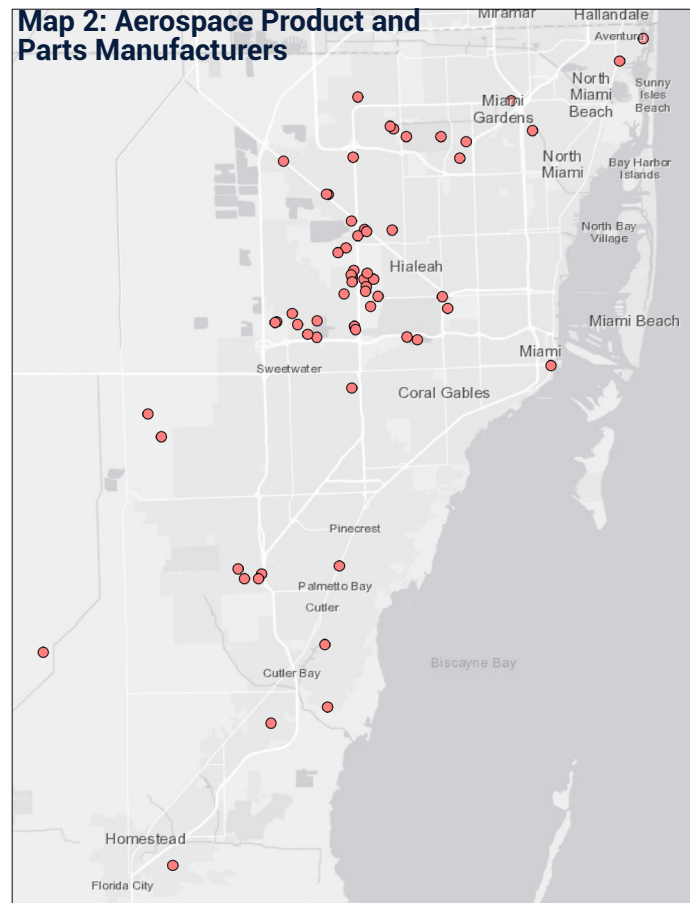 Map 2: Aerospace Product and
Parts Manufacturers
Miramar
Hallandale
Aventura
North
Miami
Beach
Sunny
Isles
Beach
Miami
Gardens
North
Miami
Bay Harbor
Islands
North Bay
Village
Hialeah
Miami Beach
Miami
Sweetwater
Coral Gables
Pinecrest
Palmetto Bay
Cutler
Biscayne Bay
Cutler Bay
Homestead
Florida City